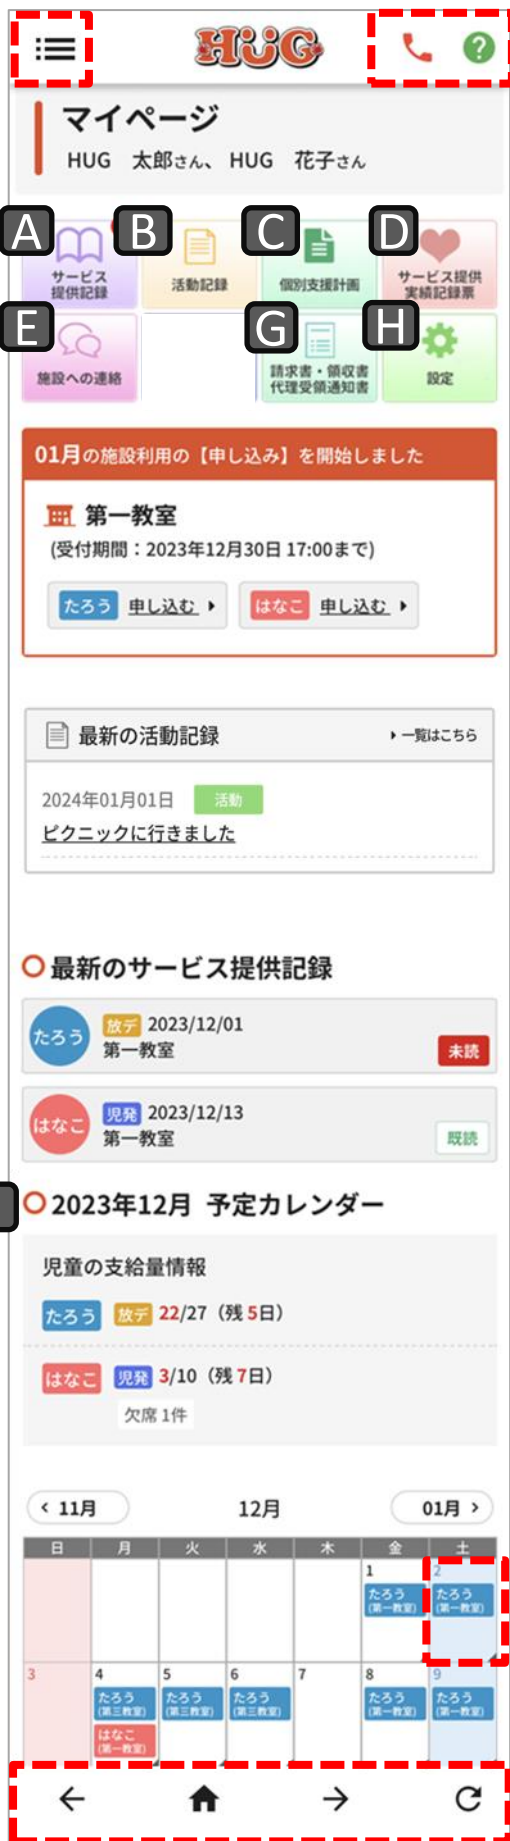 HUG
?
マイページ
HUG 太郎さん、 HUG 花子さん
A
B
C
D
サービス
提供記録
活動記録
個別支援計画
サービス提供
実績記録票
E
G
H
施設への連絡
請求書・領収書
代理受領通知書
設定
01月の施設利用の【申し込み】を開始しました
第一教室
(受付期間：2023年12月30日 17:00まで)
たろう 申し込む
はなこ 申し込む
最新の活動記録
一覧はこちら
2024年01月01日 活動
ピクニックに行きました
最新のサービス提供記録
たろう 放デ 2023/12/01
第一教室
未読
はなこ 児発 2023/12/13
第一教室
既読
2023年12月 予定カレンダー
児童の支給量情報
たろう 放デ 22/27（残 5日）
はなこ 児発 3/10（残 7日）
欠席 1件
11月
12月
01月
日 月 火 水 木 金 土
1 2
たろう たろう
(第一教室) (第一教室)
3 4 5 6 7 8 9
たろう たろう たろう たろう たろう
(第三教室) (第三教室) (第三教室) (第一教室) (第一教室)
はなこ
(第一教室)